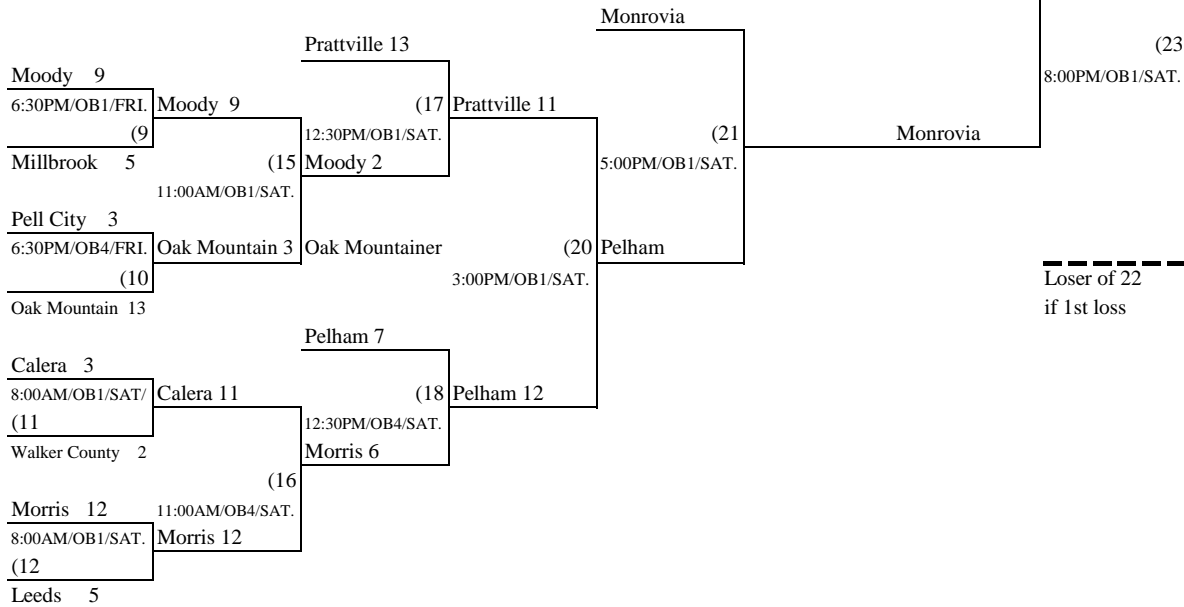 Monrovia
Prattville 13
(23
Moody 9
8:00PM/OB1/SAT.
6:30PM/OB1/FRI.
Moody 9
(17
Prattville 11
(9
12:30PM/OB1/SAT.
(21
Monrovia
Millbrook 5
(15
Moody 2
5:00PM/OB1/SAT.
11:00AM/OB1/SAT.
Pell City 3
6:30PM/OB4/FRI.
Oak Mountain 3
Oak Mountainer
(20
Pelham
(10
3:00PM/OB1/SAT.
Loser of 22
Oak Mountain 13
if 1st loss
Pelham 7
Calera 3
8:00AM/OB1/SAT/
Calera 11
(18
Pelham 12
(11
12:30PM/OB4/SAT.
Walker County 2
Morris 6
(16
Morris 12
11:00AM/OB4/SAT.
8:00AM/OB1/SAT.
Morris 12
(12
Leeds 5